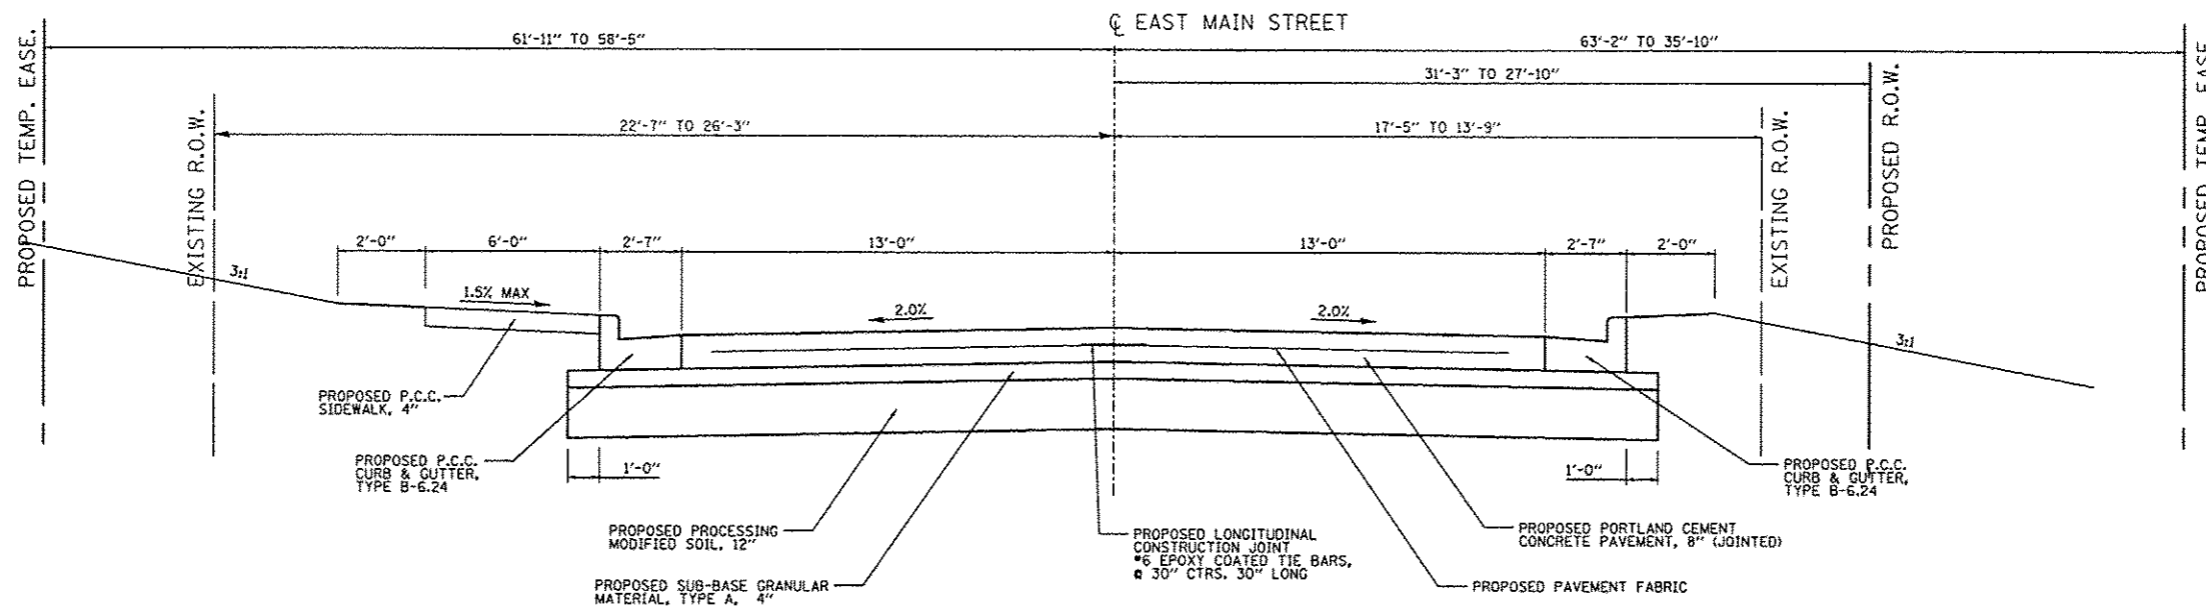 ℄ EAST MAIN STREET
61'-11" TO 58'-5"
63'-2" TO 35'-10"
31'-3" TO 27'-10"
22'-7" TO 26'-3"
17'-5" TO 13'-9"
PROPOSED TEMP. EASE.
EXISTING R.O.W.
EXISTING R.O.W.
PROPOSED R.O.W.
PROPOSED TEMP. EASE.
2'-0"
6'-0"
2'-7"
13'-0"
13'-0"
2'-7"
2'-0"
3:1
1.5% MAX
2.0%
2.0%
3:1
PROPOSED P.C.C.
SIDEWALK, 4"
PROPOSED P.C.C.
CURB & GUTTER,
TYPE B-6.24
1'-0"
1'-0"
PROPOSED P.C.C.
CURB & GUTTER,
TYPE B-6.24
PROPOSED PROCESSING
MODIFIED SOIL, 12"
PROPOSED SUB-BASE GRANULAR
MATERIAL, TYPE A, 4"
PROPOSED LONGITUDINAL
CONSTRUCTION JOINT
#6 EPOXY COATED TIE BARS,
@ 30" CTRS. 30" LONG
PROPOSED PORTLAND CEMENT
CONCRETE PAVEMENT, 8" (JOINTED)
PROPOSED PAVEMENT FABRIC